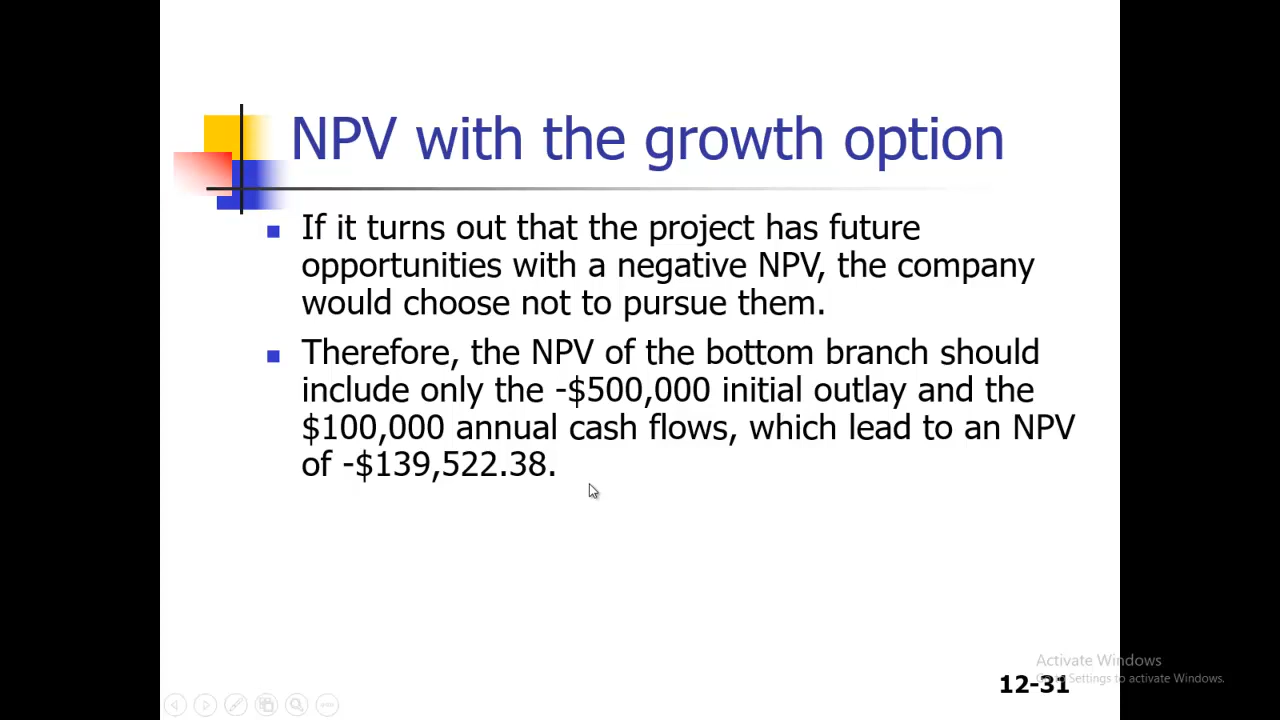 NPV with the growth option
If it turns out that the project has future
opportunities with a negative NPV, the company
would choose not to pursue them.
Therefore, the NPV of the bottom branch should
include only the -$500,000 initial outlay and the
$100,000 annual cash flows, which lead to an NPV
of -$139,522.38.
Activate Windows
Go to Settings to activate Windows.
12-31